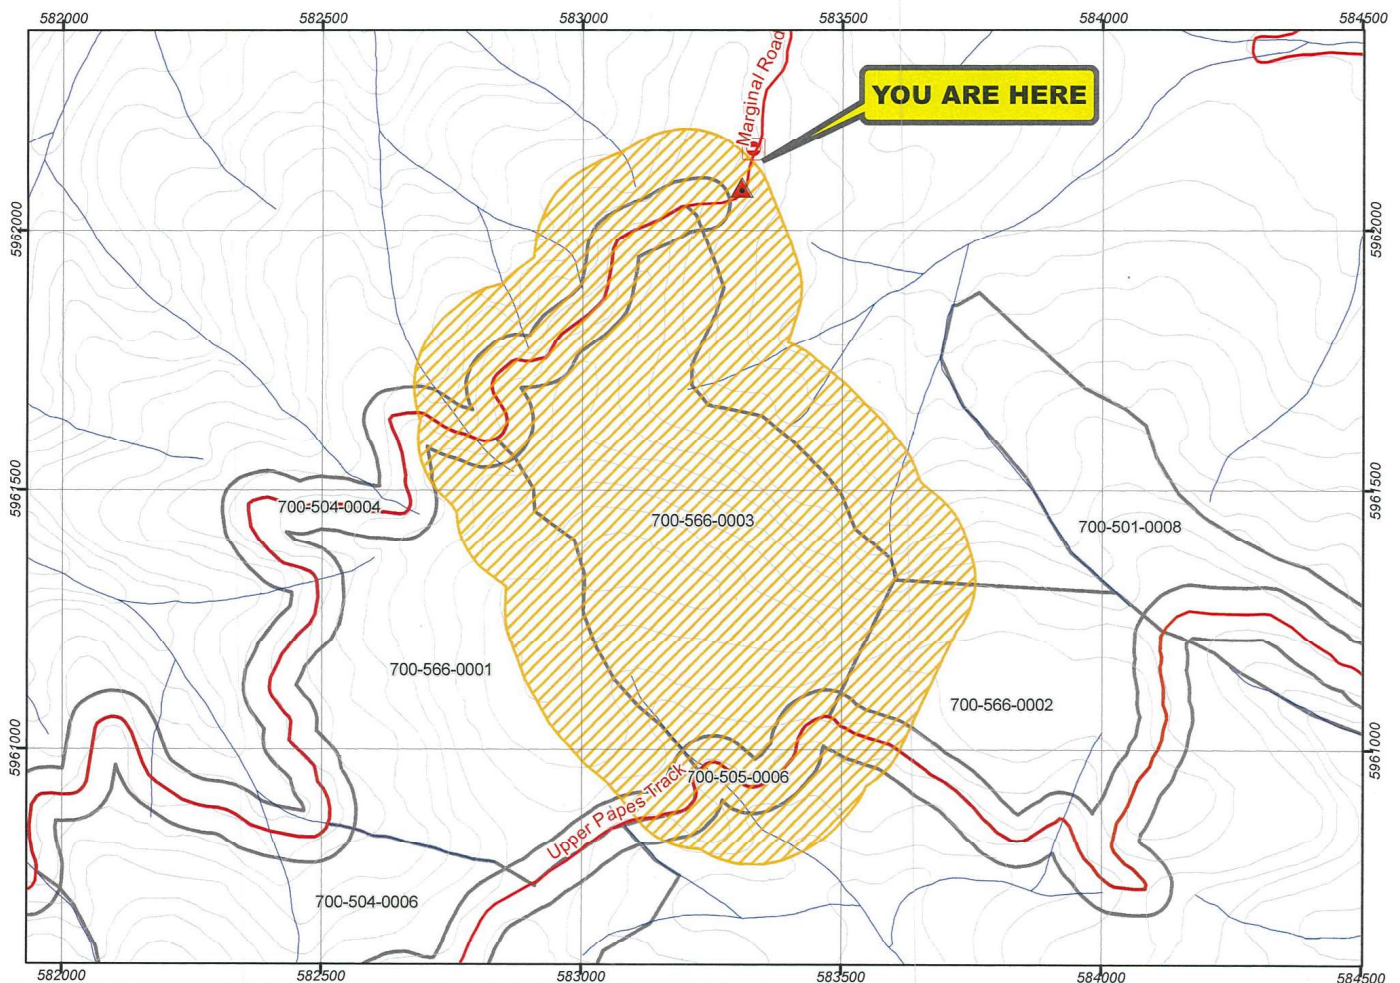 582000 582500 583000 583500 584000 584500
Marginal Road
YOU ARE HERE
5962000 5962000
5961500 5961500
700-504-0004
700-566-0003
700-501-0008
700-566-0001
700-566-0002
5961000 5961000
700-505-0006
Upper Papes Track
700-504-0006
582000 582500 583000 583500 584000 584500